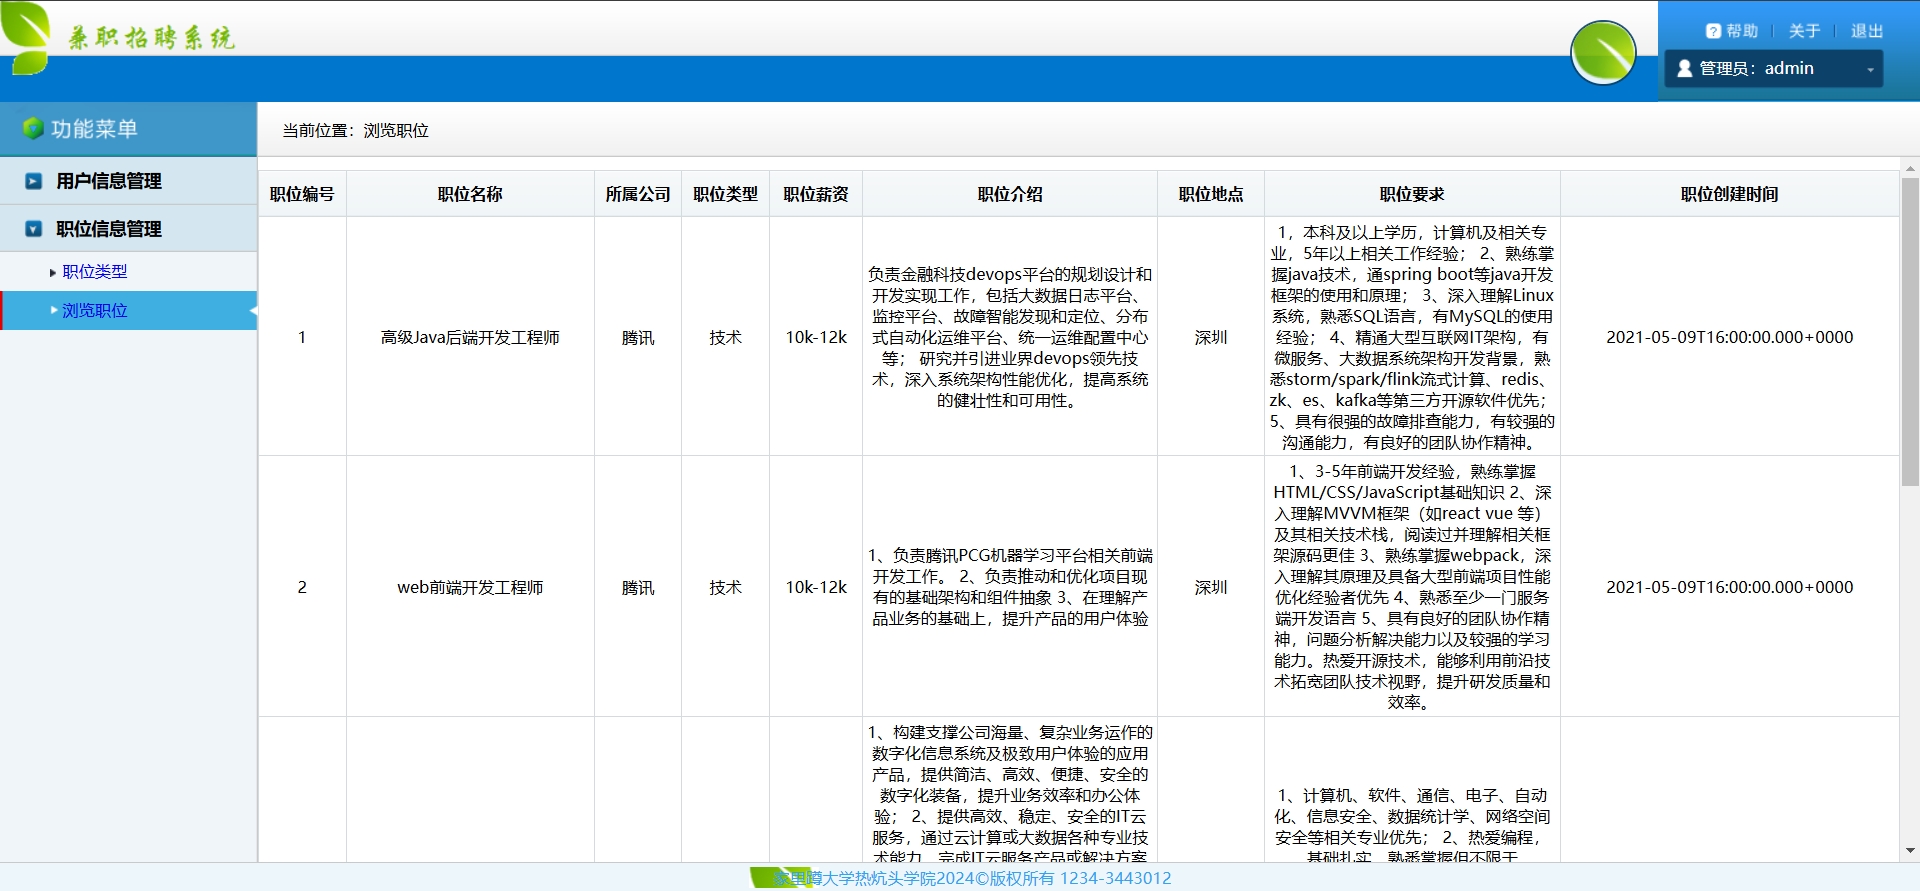 兼职招聘系统
帮助 关于 退出
管理员：admin
功能菜单
当前位置：浏览职位
用户信息管理
职位信息管理
职位类型
浏览职位
职位编号 职位名称 所属公司 职位类型 职位薪资 职位介绍 职位地点 职位要求 职位创建时间
1
高级Java后端开发工程师
腾讯
技术
10k-12k
负责金融科技devops平台的规划设计和
开发实现工作，包括大数据日志平台、
监控平台、故障智能发现和定位、分布
式自动化运维平台、统一运维配置中心
等； 研究并引进业界devops领先技
术，深入系统架构性能优化，提高系统
的健壮性和可用性。
深圳
1，本科及以上学历，计算机及相关专
业，5年以上相关工作经验； 2、熟练掌
握java技术，通spring boot等java开发
框架的使用和原理； 3、深入理解Linux
系统，熟悉SQL语言，有MySQL的使用
经验； 4、精通大型互联网IT架构，有
微服务、大数据系统架构开发背景，熟
悉storm/spark/flink流式计算、redis、
zk、es、kafka等第三方开源软件优先；
5、具有很强的故障排查能力，有较强的
沟通能力，有良好的团队协作精神。
2021-05-09T16:00:00.000+0000
2
web前端开发工程师
腾讯
技术
10k-12k
1、负责腾讯PCG机器学习平台相关前端
开发工作。 2、负责推动和优化项目现
有的基础架构和组件抽象 3、在理解产
品业务的基础上，提升产品的用户体验
深圳
1、3-5年前端开发经验，熟练掌握
HTML/CSS/JavaScript基础知识 2、深
入理解MVVM框架（如react vue 等）
及其相关技术栈，阅读过并理解相关框
架源码更佳 3、熟练掌握webpack，深
入理解其原理及具备大型前端项目性能
优化经验者优先 4、熟悉至少一门服务
端开发语言 5、具有良好的团队协作精
神，问题分析解决能力以及较强的学习
能力。热爱开源技术，能够利用前沿技
术拓宽团队技术视野，提升研发质量和
效率。
2021-05-09T16:00:00.000+0000
1、构建支撑公司海量、复杂业务运作的
数字化信息系统及极致用户体验的应用
产品，提供简洁、高效、便捷、安全的
数字化装备，提升业务效率和办公体
验； 2、提供高效、稳定、安全的IT云
服务，通过云计算或大数据各种专业技
术能力，完成IT云服务产品或解决方案
1、计算机、软件、通信、电子、自动
化、信息安全、数据统计学、网络空间
安全等相关专业优先； 2、热爱编程，
基础扎实，熟悉掌握但不限于
家里蹲大学热炕头学院2024©版权所有 1234-3443012